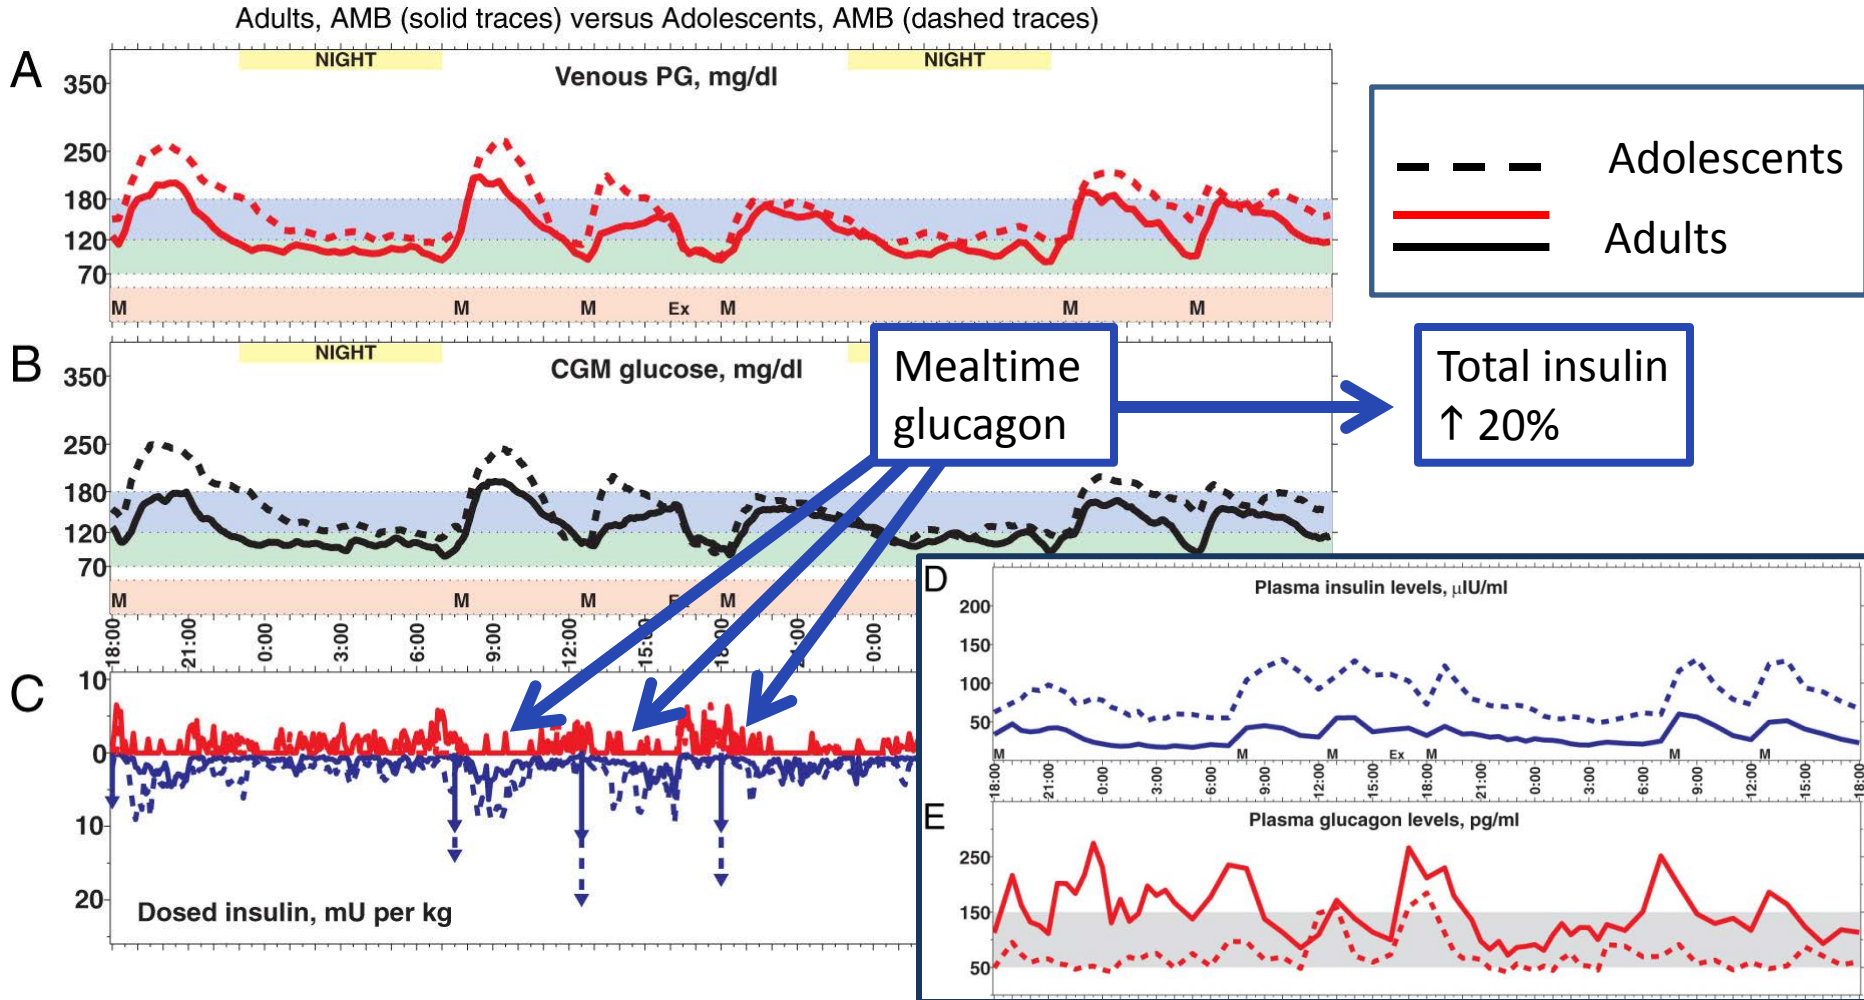 Adults, AMB (solid traces) versus Adolescents, AMB (dashed traces)
A
NIGHT
NIGHT
Venous PG, mg/dl
350
250
180
120
70
M
M
M
Ex
M
M
M
Adolescents
Adults
B
NIGHT
CGM glucose, mg/dl
350
250
180
120
70
M
M
M
M
18:00
21:00
0:00
3:00
6:00
9:00
12:00
15:00
18:00
0:00
Mealtime
glucagon
Total insulin
↑ 20%
C
10
0
10
20
Dosed insulin, mU per kg
D
Plasma insulin levels, µIU/ml
200
150
100
50
M
M
M
Ex
M
M
M
18:00
21:00
0:00
3:00
6:00
9:00
12:00
15:00
18:00
21:00
0:00
3:00
6:00
9:00
12:00
15:00
18:00
E
Plasma glucagon levels, pg/ml
250
150
50